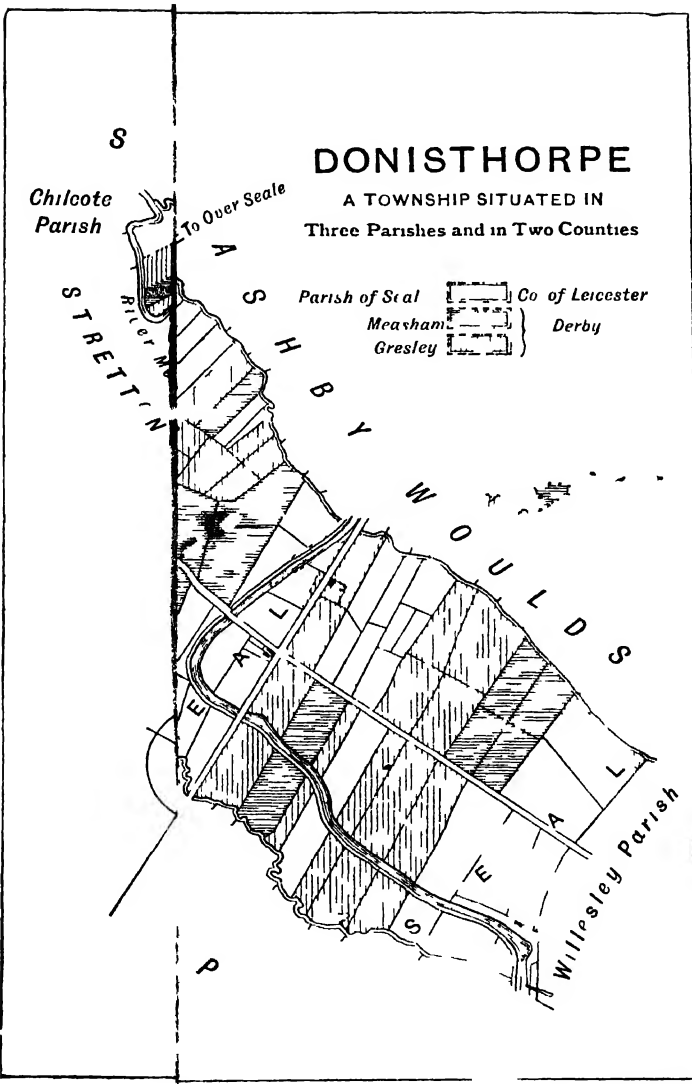 DONISTHORPE
A TOWNSHIP SITUATED IN
Three Parishes and in Two Counties
Parish of Seal Co of Leicester
Measham
Gresley
Derby
S
Chilcote
Parish
To Over Seale
River
STRETTON
ASHBY WOULDS
SEAL
SEAL
Willesley Parish
P